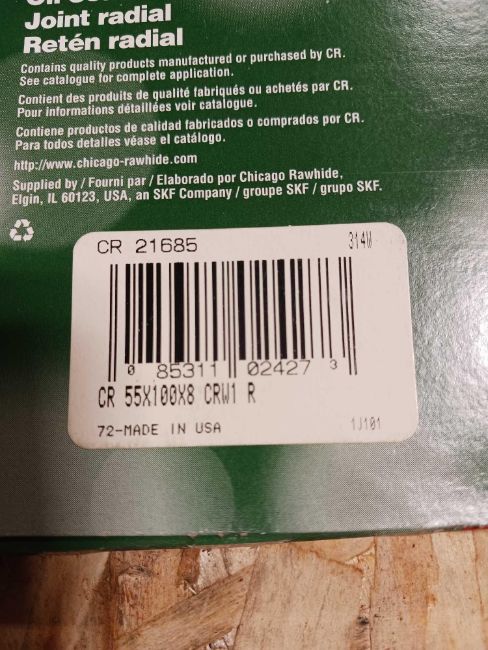 Joint radial
Retén radial
Contains quality products manufactured or purchased by CR.
See catalogue for complete application.
Contient des produits de qualité fabriqués ou achetés par CR.
Pour informations détaillées voir catalogue.
Contiene productos de calidad fabricados o comprados por CR.
Para todos detalles véase el catálogo.
http://www.chicago-rawhide.com
Supplied by / Fourni par / Elaborado por Chicago Rawhide,
Elgin, IL 60123, USA, an SKF Company / groupe SKF / grupo SKF.
CR 21685 314W
0 85311 02427 3
CR 55X100X8 CRW1 R
72-MADE IN USA 1J101